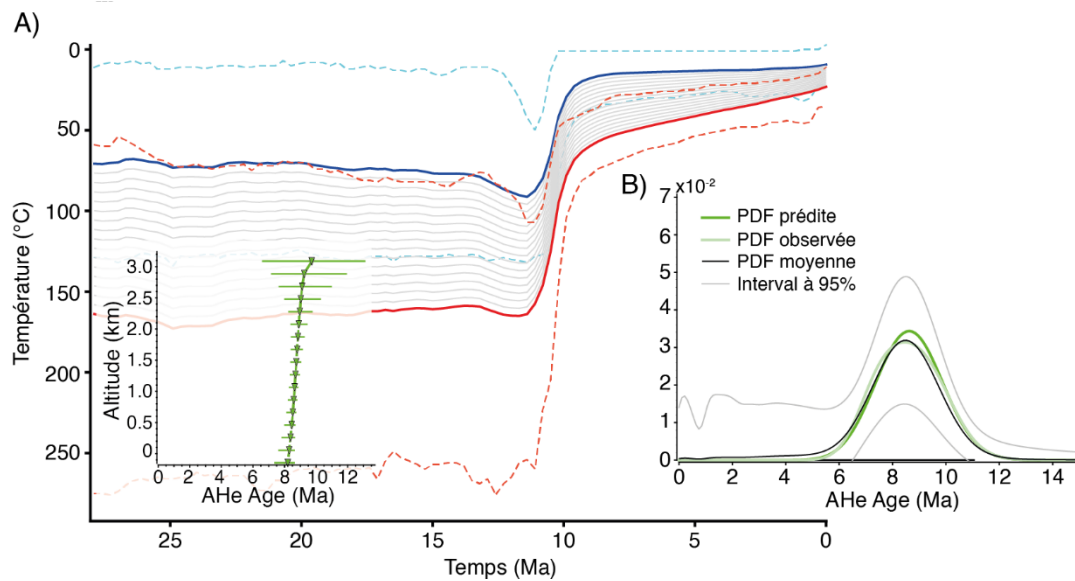 A)
0
50
100
150
200
250
Température (°C)
25
20
15
10
5
0
Temps (Ma)
3.0
2.5
2.0
1.5
1.0
0.5
0
Altitude (km)
0 2 4 6 8 10 12
AHe Age (Ma)
B)
x10-2
7
6
5
4
3
2
1
0
PDF prédite
PDF observée
PDF moyenne
Interval à 95%
0 2 4 6 8 10 12 14
AHe Age (Ma)